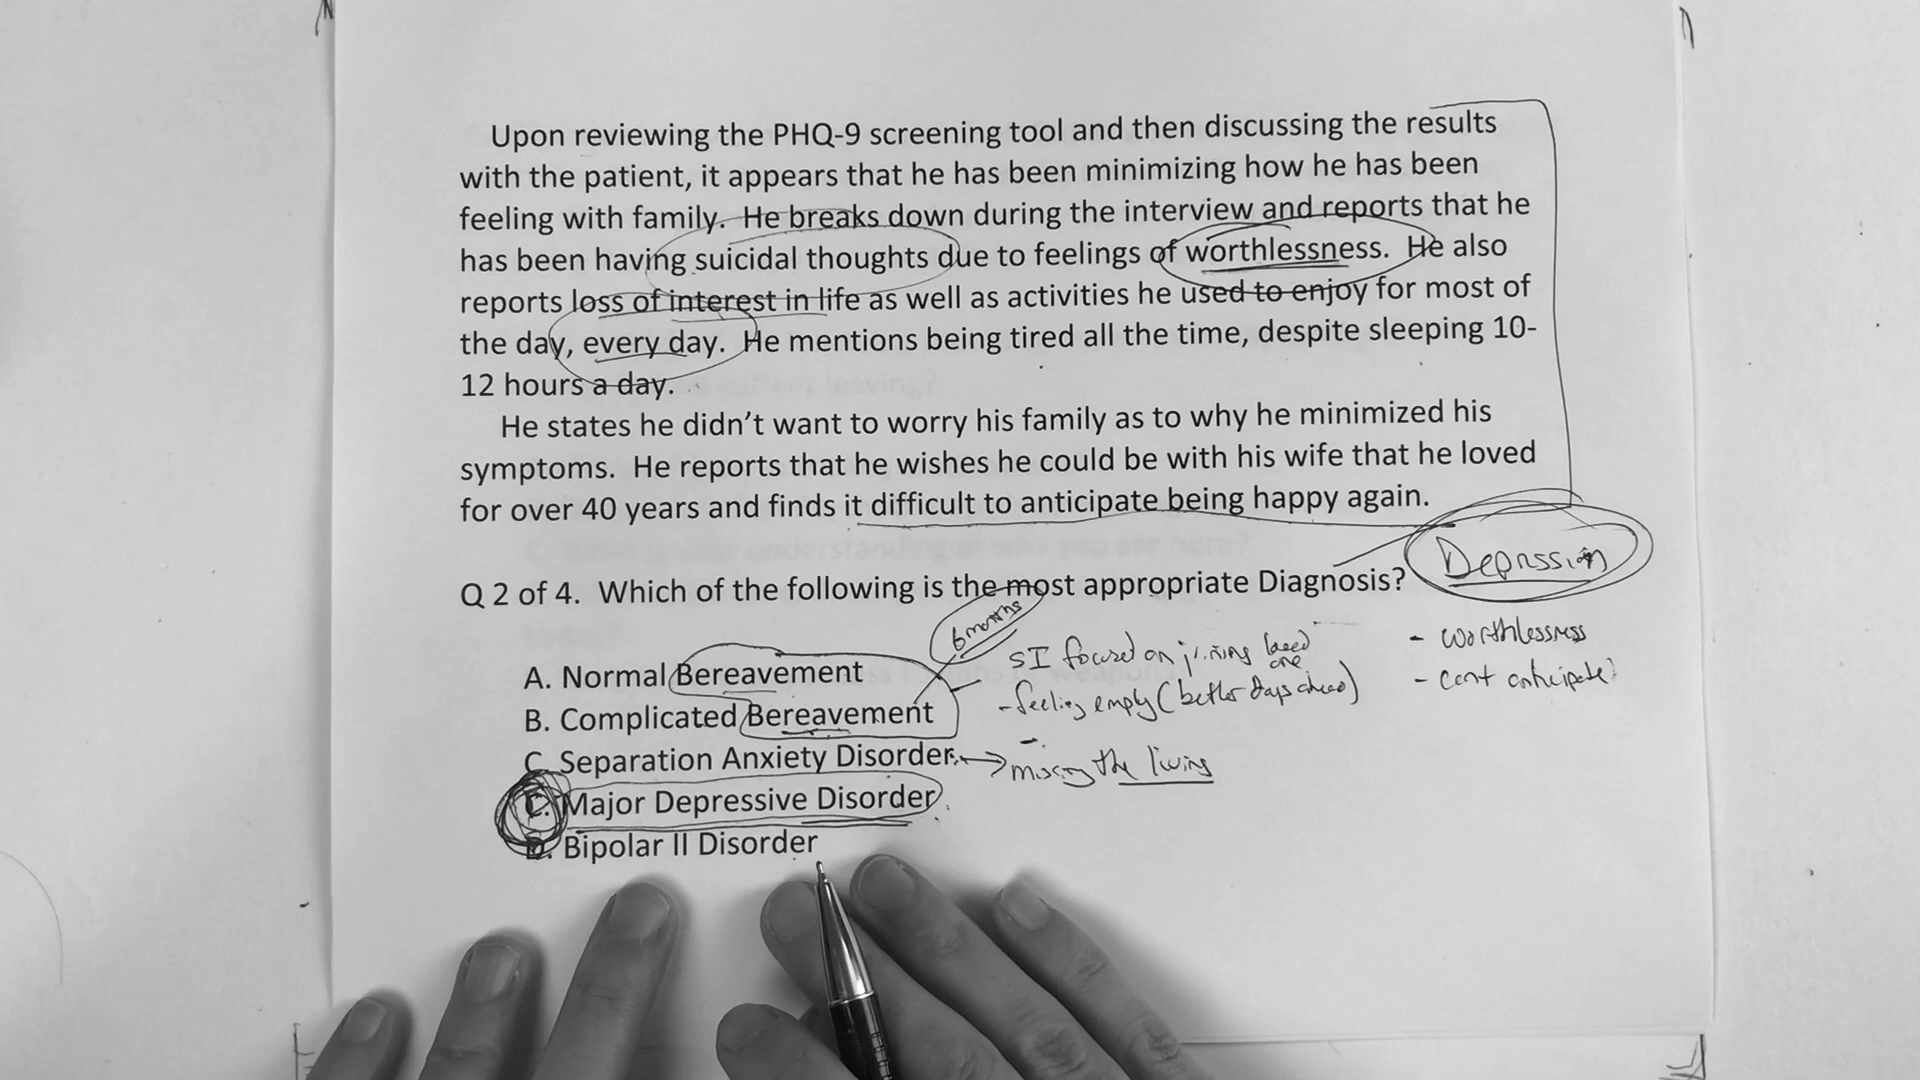 Upon reviewing the PHQ-9 screening tool and then discussing the results
with the patient, it appears that he has been minimizing how he has been
feeling with family. He breaks down during the interview and reports that he
has been having suicidal thoughts due to feelings of worthlessness. He also
reports loss of interest in life as well as activities he used to enjoy for most of
the day, every day. He mentions being tired all the time, despite sleeping 10-
12 hours a day.
He states he didn't want to worry his family as to why he minimized his
symptoms. He reports that he wishes he could be with his wife that he loved
for over 40 years and finds it difficult to anticipate being happy again.
Depression
Q 2 of 4. Which of the following is the most appropriate Diagnosis?
6 months
A. Normal Bereavement
B. Complicated Bereavement
C. Separation Anxiety Disorder.
C. Major Depressive Disorder
D. Bipolar II Disorder
SI focused on joining loved one
- feeling empty (better days ahead)
missing the living
- worthlessness
- can't anticipate